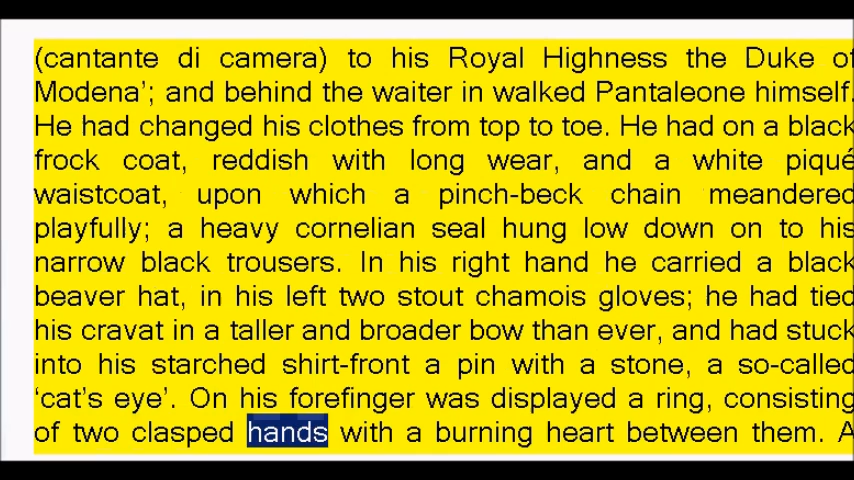 (cantante di camera) to his Royal Highness the Duke of
Modena’; and behind the waiter in walked Pantaleone himself.
He had changed his clothes from top to toe. He had on a black
frock coat, reddish with long wear, and a white piqué
waistcoat, upon which a pinch-beck chain meandered
playfully; a heavy cornelian seal hung low down on to his
narrow black trousers. In his right hand he carried a black
beaver hat, in his left two stout chamois gloves; he had tied
his cravat in a taller and broader bow than ever, and had stuck
into his starched shirt-front a pin with a stone, a so-called
‘cat’s eye’. On his forefinger was displayed a ring, consisting
of two clasped hands with a burning heart between them. A